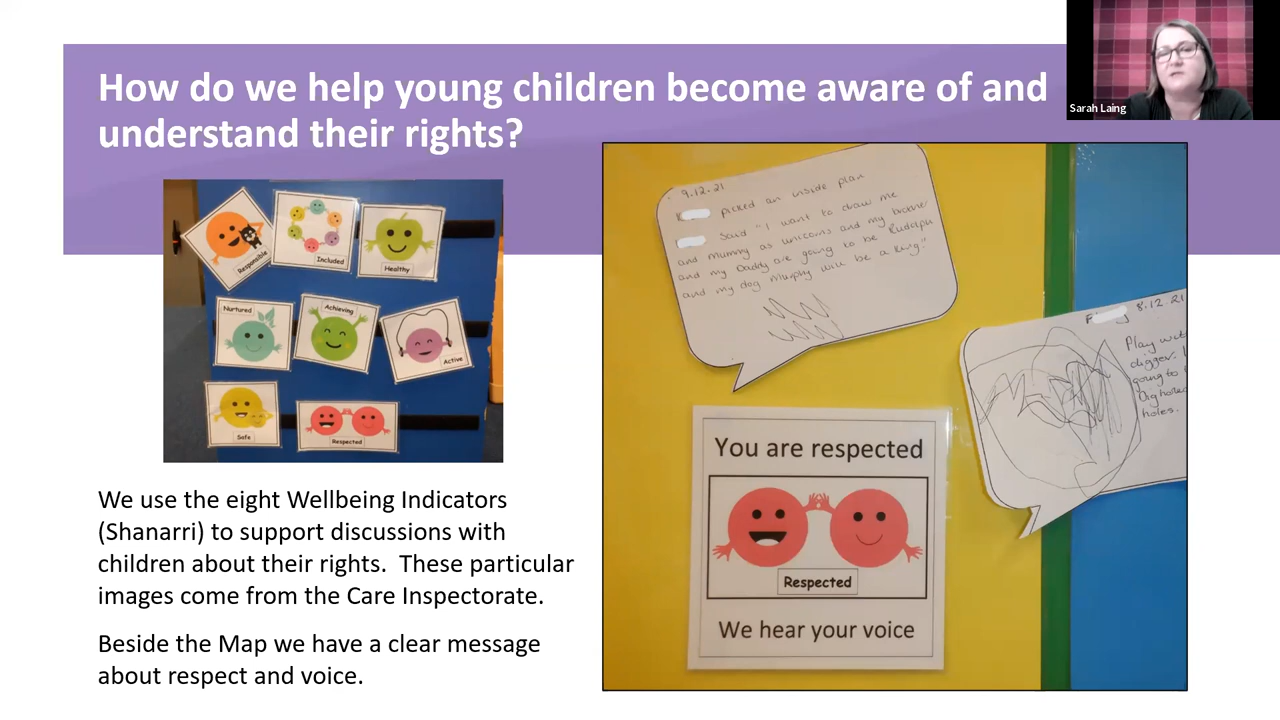 How do we help young children become aware of and
understand their rights?
Sarah Laing
Responsible
Included
Healthy
Nurtured
Achieving
Active
Safe
Respected
We use the eight Wellbeing Indicators
(Shanarri) to support discussions with
children about their rights.  These particular
images come from the Care Inspectorate.
Beside the Map we have a clear message
about respect and voice.
9.12.21
picked an inside plan
Said "I want to draw me
and mummy as unicorns and my brother
and my Daddy are going to be Rudolph
and my dog Murphy will be a King"
8.12.21
Play with
digger.
going to
Dig holes
holes.
You are respected
Respected
We hear your voice